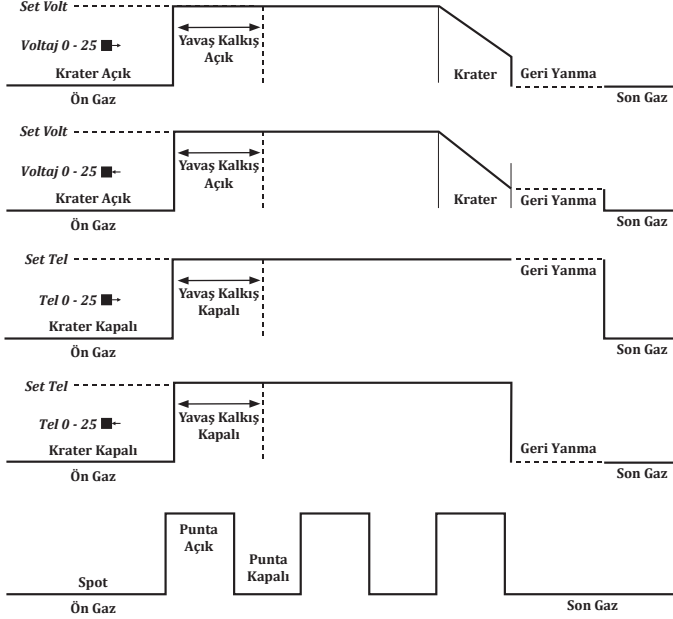 Set Volt
Yavaş Kalkış
Açık
Voltaj 0 - 25
Krater Açık
Krater
Geri Yanma
Ön Gaz
Son Gaz
Set Volt
Yavaş Kalkış
Açık
Voltaj 0 - 25
Krater Açık
Krater
Geri Yanma
Ön Gaz
Son Gaz
Set Tel
Geri Yanma
Yavaş Kalkış
Kapalı
Tel 0 - 25
Krater Kapalı
Ön Gaz
Son Gaz
Set Tel
Yavaş Kalkış
Kapalı
Tel 0 - 25
Krater Kapalı
Geri Yanma
Ön Gaz
Son Gaz
Punta
Açık
Punta
Kapalı
Spot
Ön Gaz
Son Gaz